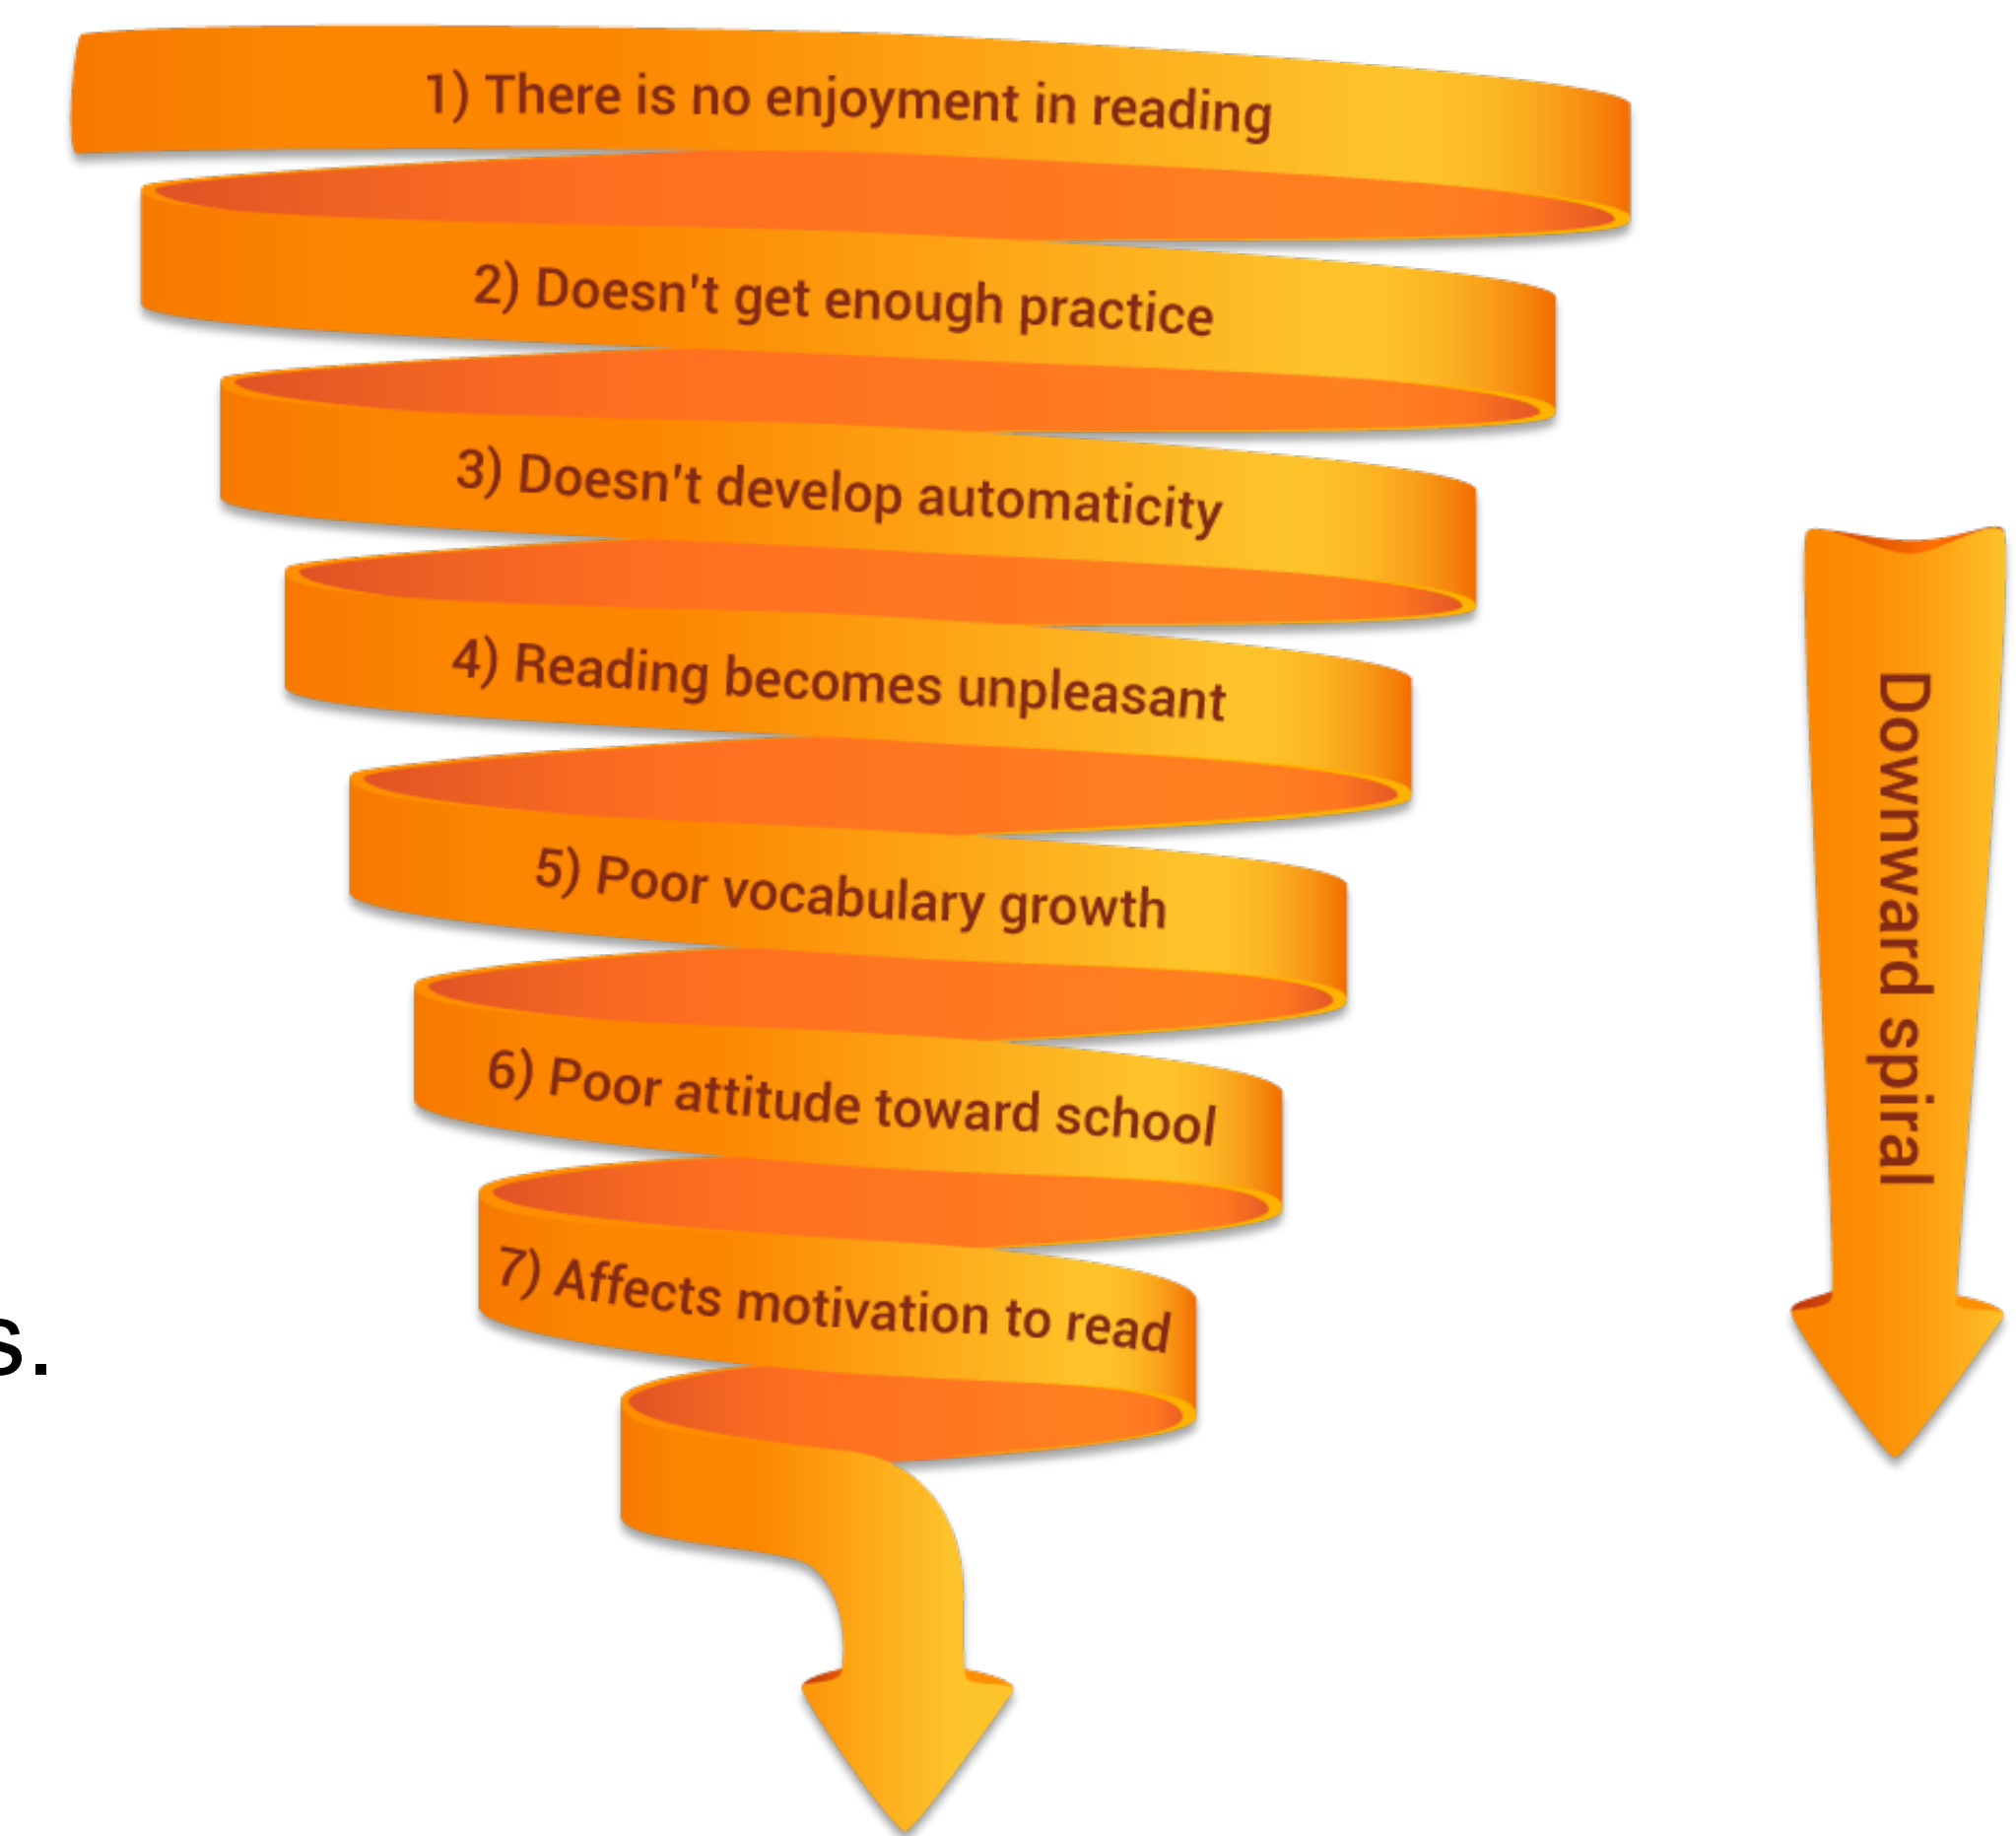 1) There is no enjoyment in reading
2) Doesn't get enough practice
3) Doesn't develop automaticity
4) Reading becomes unpleasant
5) Poor vocabulary growth
6) Poor attitude toward school
7) Affects motivation to read
s.
Downward spiral